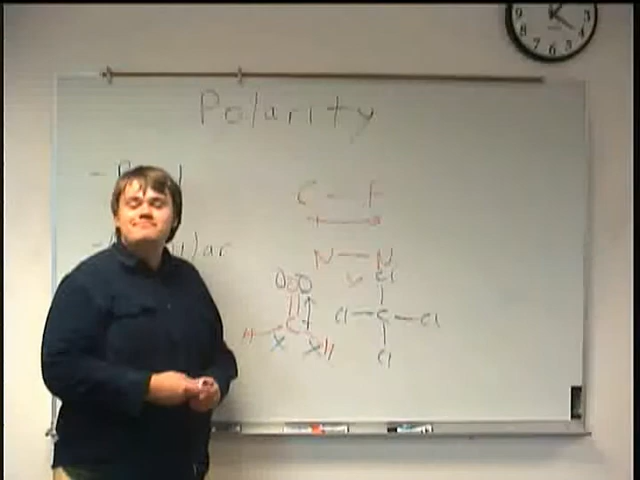 Polarity
C — F
N — N
Cl
Cl — C — Cl
H C H
Cl